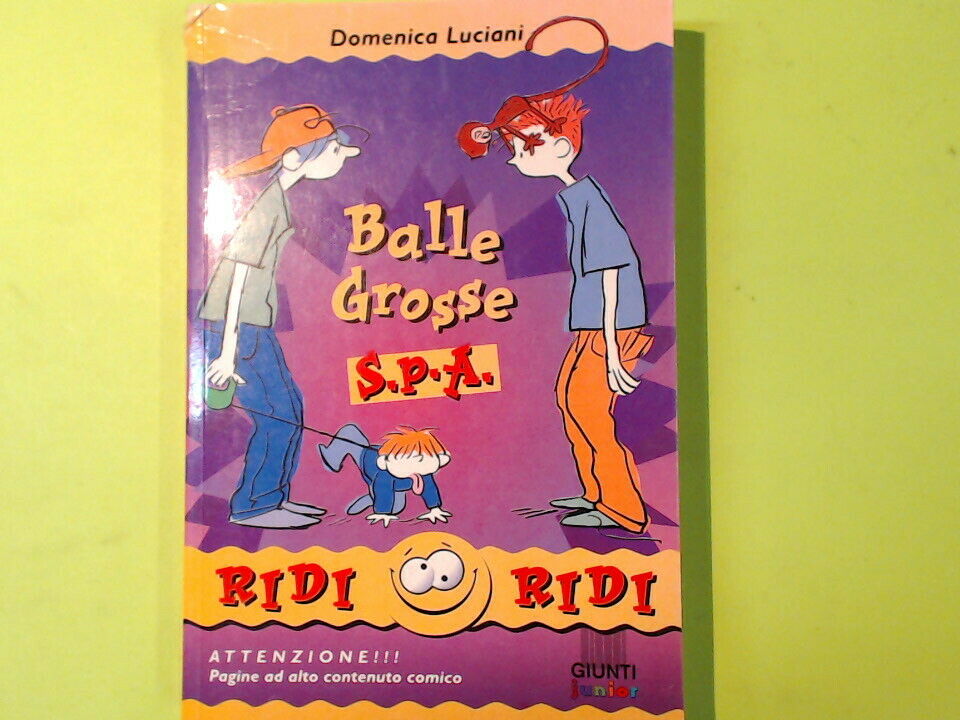 Domenica Luciani
Balle
Grosse
S.p.A.
RIDI RIDI
ATTENZIONE!!!
Pagine ad alto contenuto comico
GIUNTI
junior